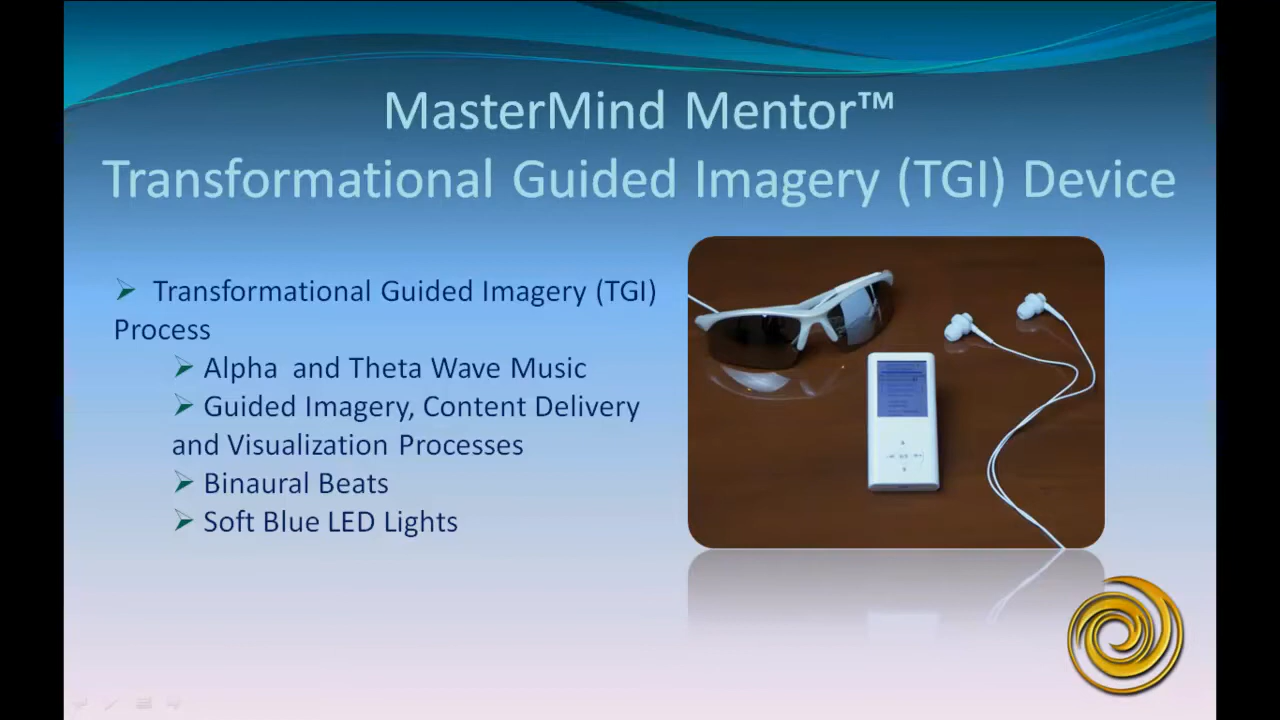 MasterMind Mentor™
Transformational Guided Imagery (TGI) Device
Transformational Guided Imagery (TGI)
Process
Alpha and Theta Wave Music
Guided Imagery, Content Delivery
and Visualization Processes
Binaural Beats
Soft Blue LED Lights